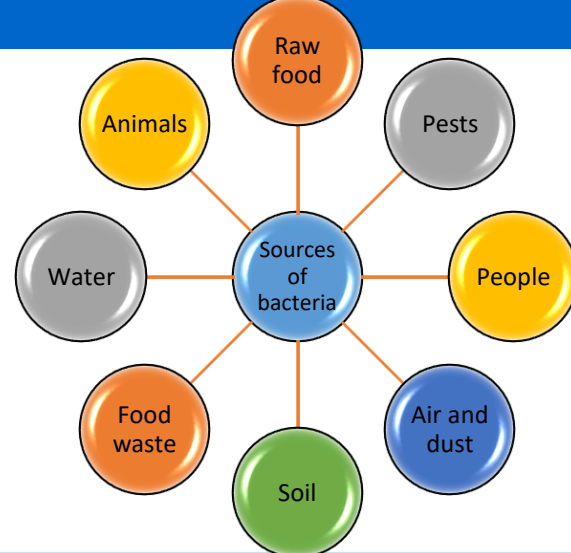 Raw
food
Pests
People
Air and
dust
Soil
Food
waste
Water
Animals
Sources
of
bacteria